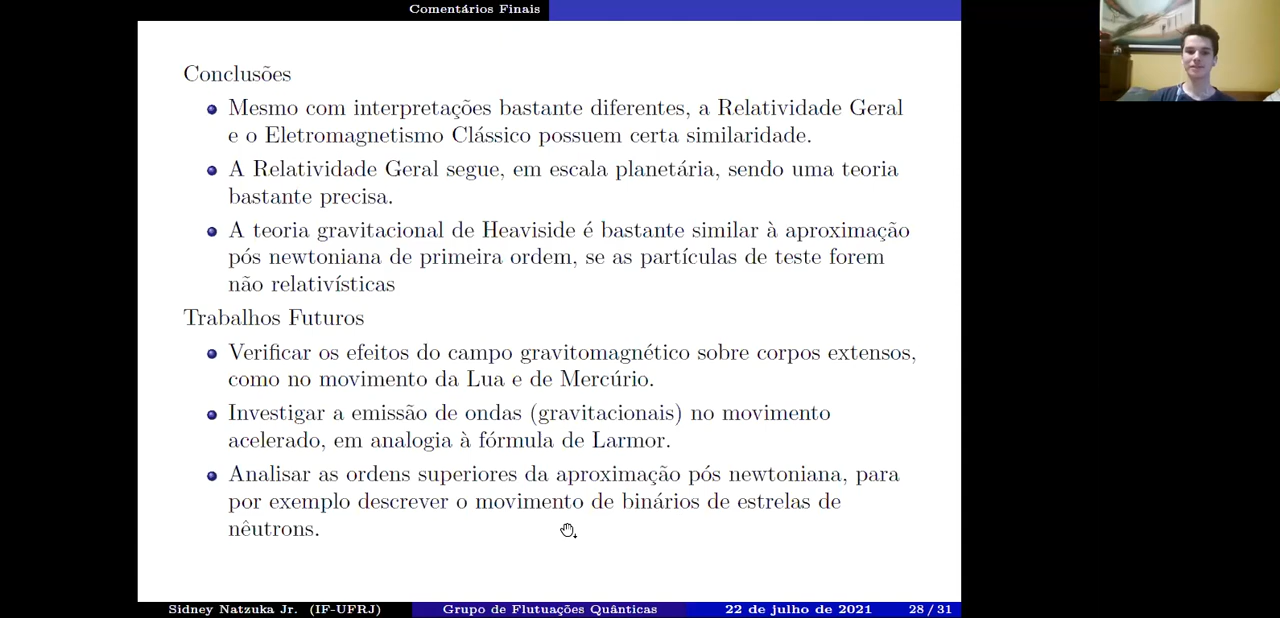 Comentários Finais
Conclusões
Mesmo com interpretações bastante diferentes, a Relatividade Geral
e o Eletromagnetismo Clássico possuem certa similaridade.
A Relatividade Geral segue, em escala planetária, sendo uma teoria
bastante precisa.
A teoria gravitacional de Heaviside é bastante similar à aproximação
pós newtoniana de primeira ordem, se as partículas de teste forem
não relativísticas
Trabalhos Futuros
Verificar os efeitos do campo gravitomagnético sobre corpos extensos,
como no movimento da Lua e de Mercúrio.
Investigar a emissão de ondas (gravitacionais) no movimento
acelerado, em analogia à fórmula de Larmor.
Analisar as ordens superiores da aproximação pós newtoniana, para
por exemplo descrever o movimento de binários de estrelas de
nêutrons.
Sidney Natzuka Jr. (IF-UFRJ) Grupo de Flutuações Quânticas 22 de julho de 2021 28 / 31